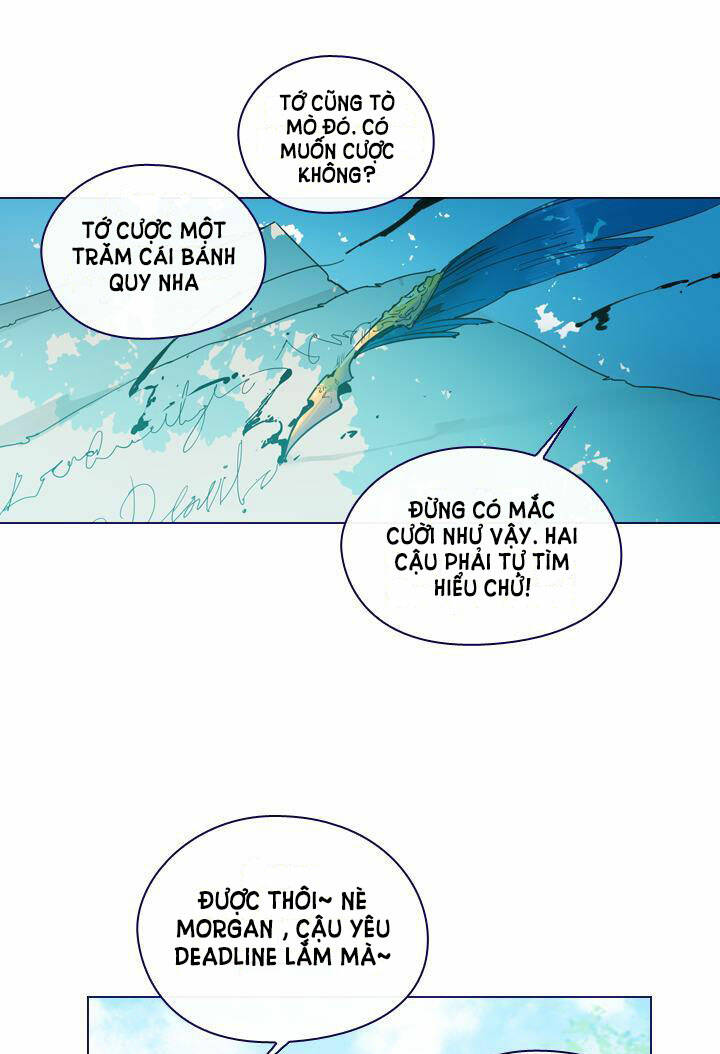 TỚ CŨNG TÒ
MÒ ĐÓ. CÓ
MUỐN CƯỢC
KHÔNG?
TỚ CƯỢC MỘT
TRĂM CÁI BÁNH
QUY NHA
ĐỪNG CÓ MẮC
CƯỜI NHƯ VẬY. HAI
CẬU PHẢI TỰ TÌM
HIỂU CHỨ!
ĐƯỢC THÔI~ NÈ
MORGAN , CẬU YÊU
DEADLINE LẮM MÀ~